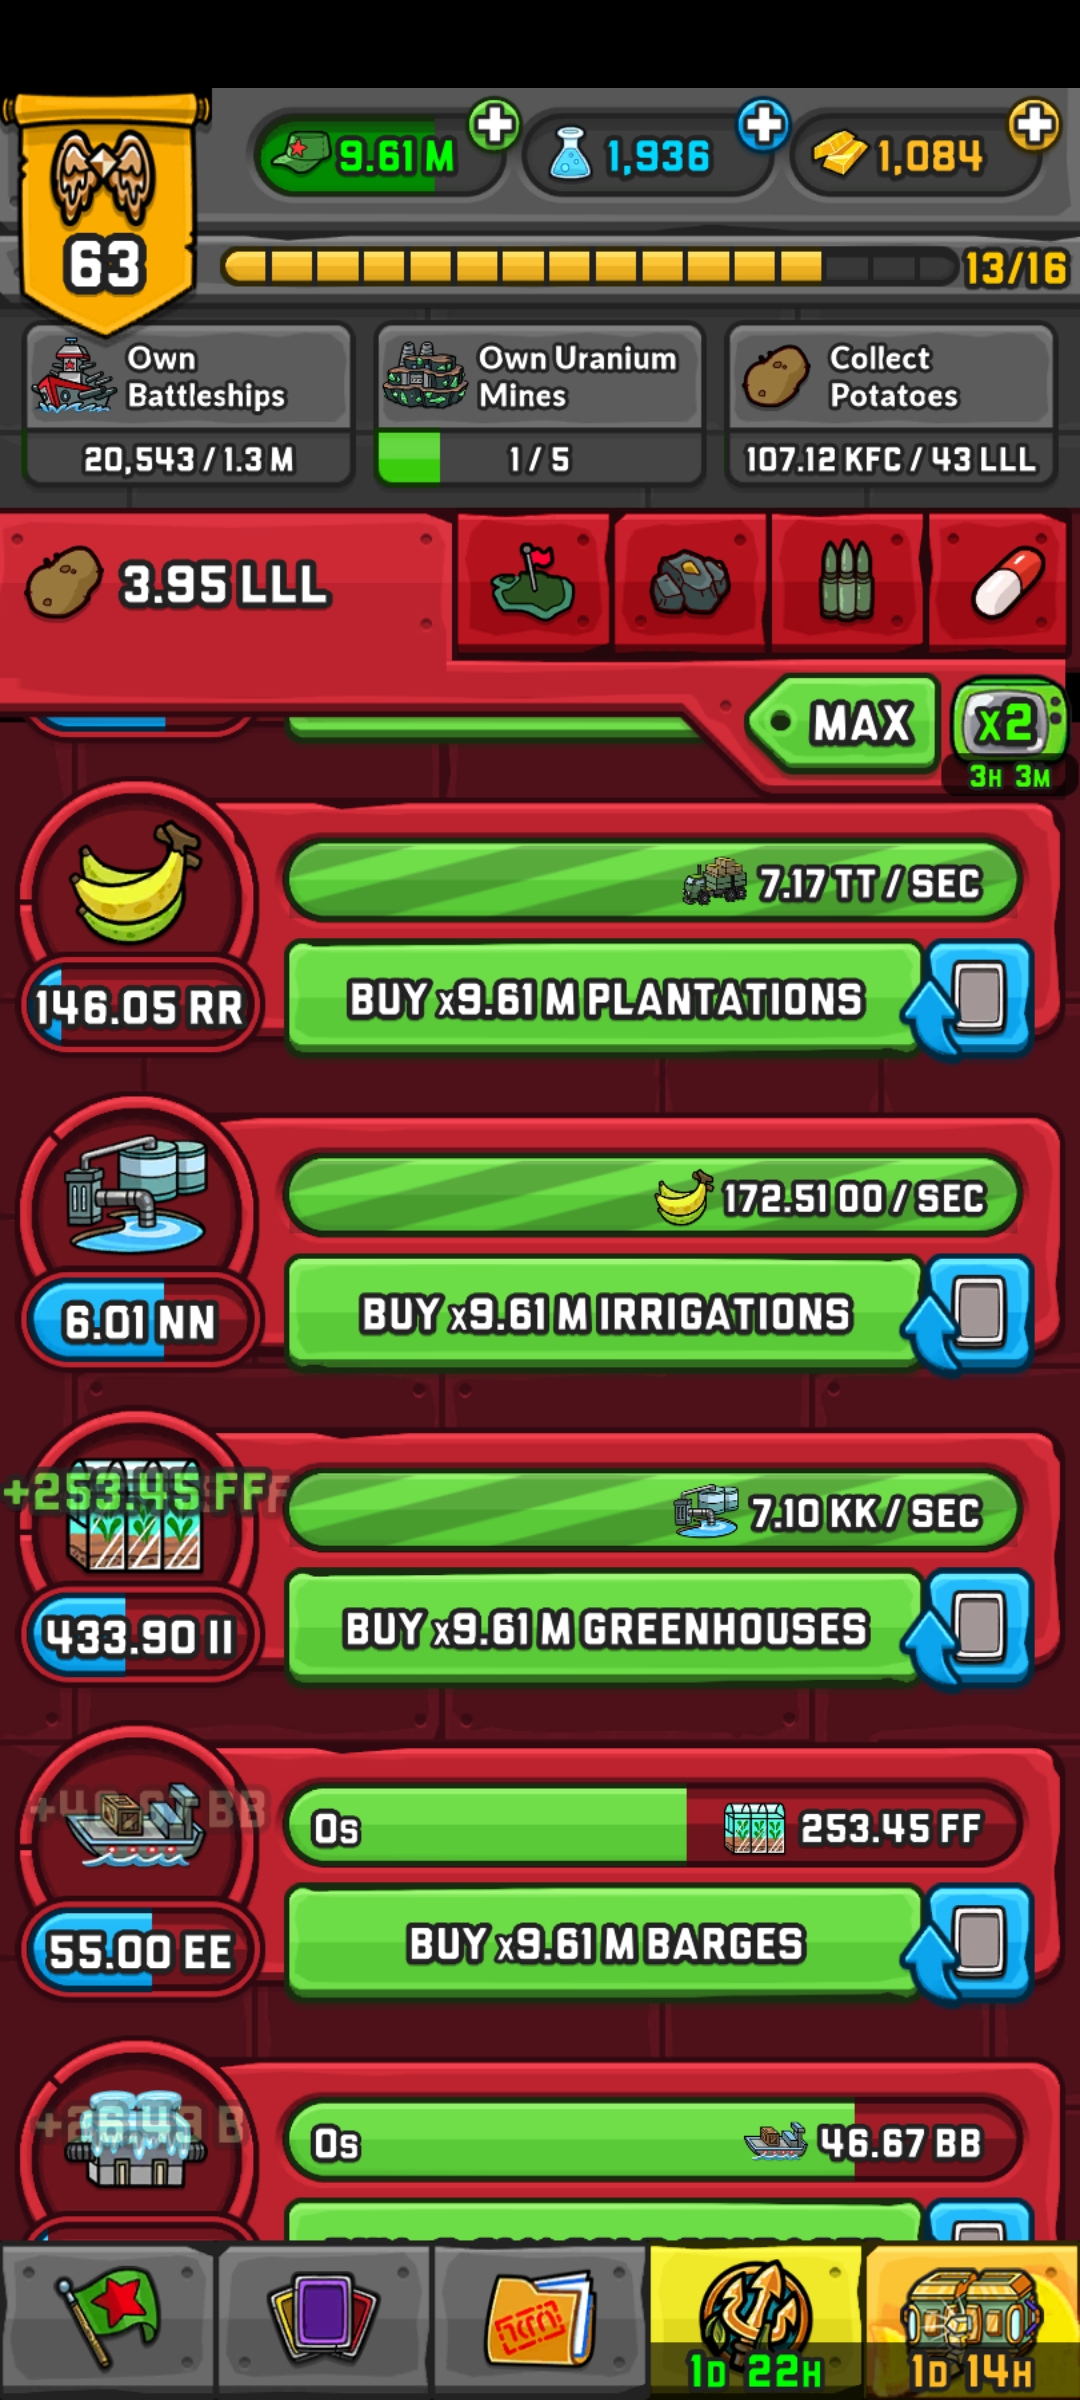 9.61 M
1,936
1,084
63
13/16
Own
Battleships
20,543 / 1.3 M
Own Uranium
Mines
1 / 5
Collect
Potatoes
107.12 KFC / 43 LLL
3.95 LLL
MAX
x2
3H 3M
7.17 TT / SEC
146.05 RR
BUY x9.61 M PLANTATIONS
172.51 OO / SEC
6.01 NN
BUY x9.61 M IRRIGATIONS
+253.45 FF
7.10 KK / SEC
433.90 II
BUY x9.61 M GREENHOUSES
0s
253.45 FF
55.00 EE
BUY x9.61 M BARGES
0s
46.67 BB
1D 22H
1D 14H